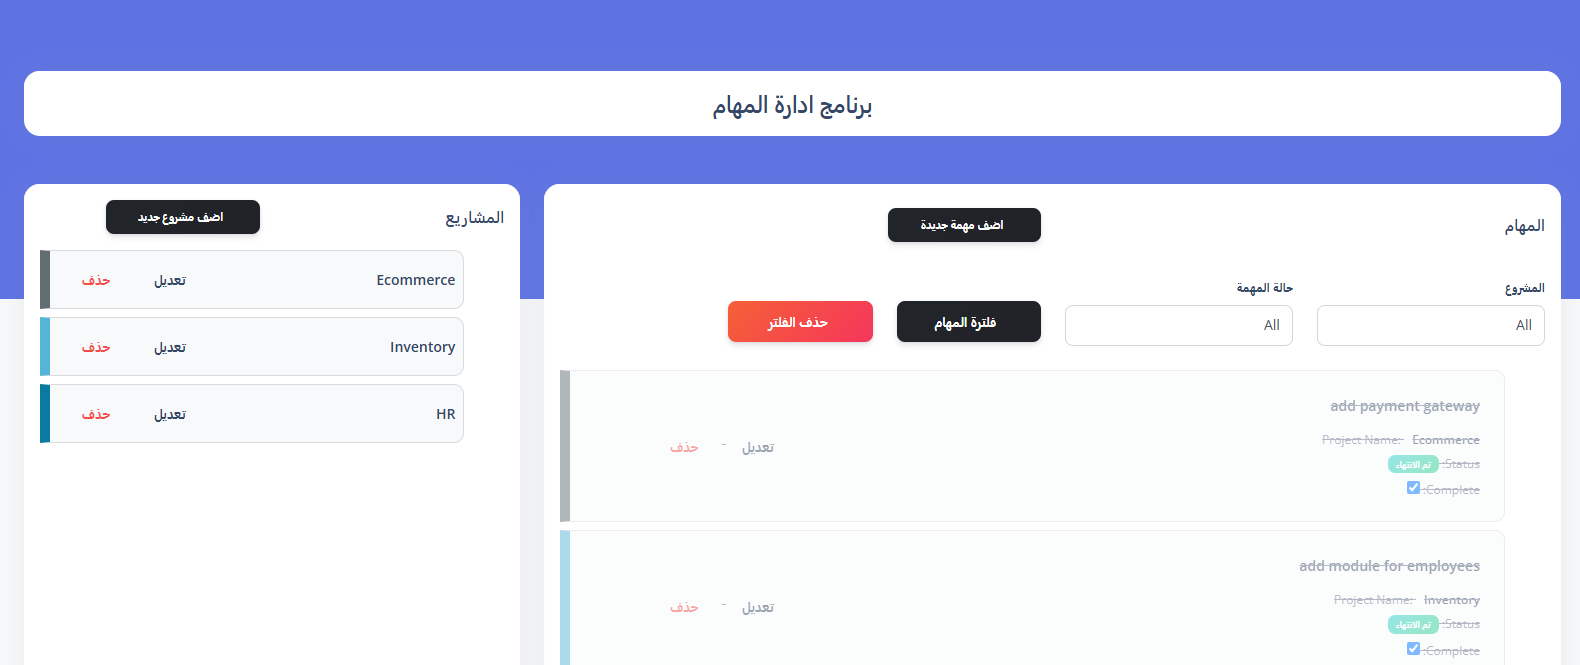 برنامج ادارة المهام
المهام
اضف مهمة جديدة
المشروع
حالة المهمة
All
All
فلترة المهام
حذف الفلتر
add payment gateway
Project Name: Ecommerce
Status:
تم الانتهاء
Complete:
تعديل - حذف
add module for employees
Project Name: Inventory
Status:
تم الانتهاء
Complete:
تعديل - حذف
المشاريع
اضف مشروع جديد
Ecommerce
تعديل
حذف
Inventory
تعديل
حذف
HR
تعديل
حذف